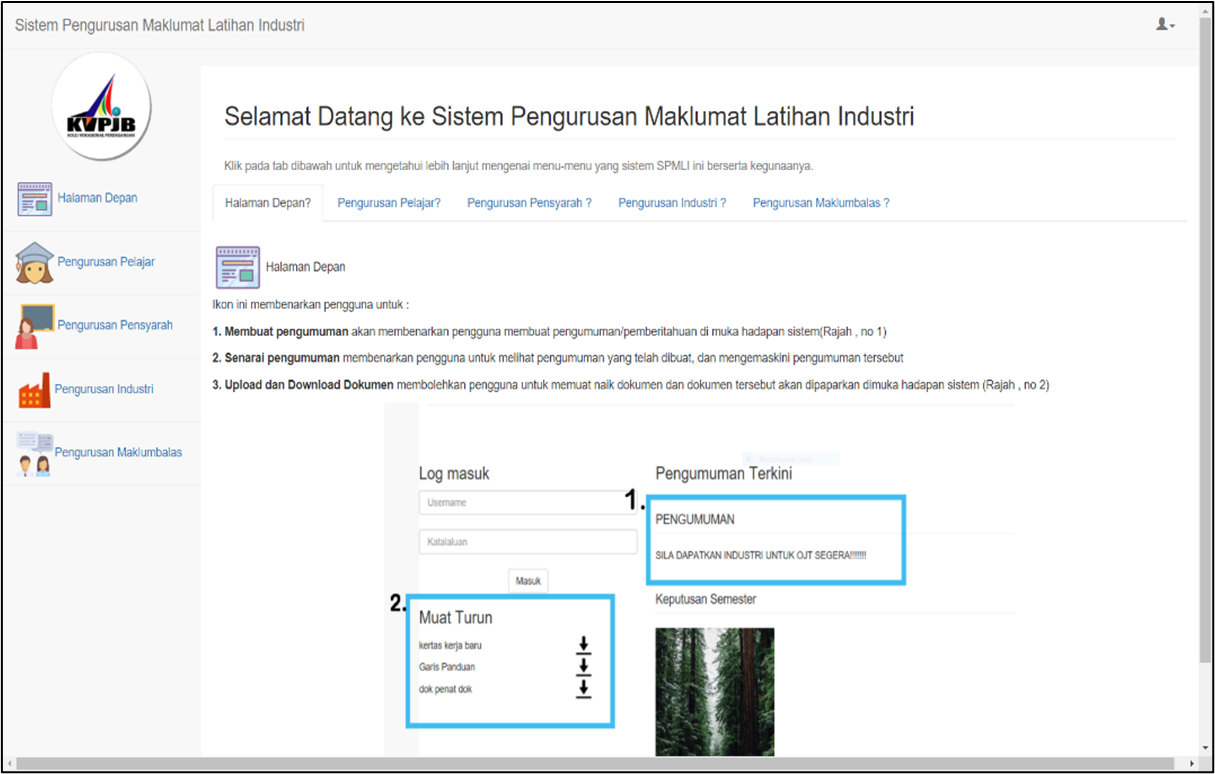 Sistem Pengurusan Maklumat Latihan Industri
KVPJB
KOLEJ VOKASIONAL PERDAGANGAN
Selamat Datang ke Sistem Pengurusan Maklumat Latihan Industri
Klik pada tab dibawah untuk mengetahui lebih lanjut mengenai menu-menu yang sistem SPMLI ini berserta kegunaanya.
Halaman Depan
Pengurusan Pelajar
Pengurusan Pensyarah
Pengurusan Industri
Pengurusan Maklumbalas
Halaman Depan? Pengurusan Pelajar? Pengurusan Pensyarah ? Pengurusan Industri ? Pengurusan Maklumbalas ?
Halaman Depan
Ikon ini membenarkan pengguna untuk :
1. Membuat pengumuman akan membenarkan pengguna membuat pengumuman/pemberitahuan di muka hadapan sistem(Rajah , no 1)
2. Senarai pengumuman membenarkan pengguna untuk melihat pengumuman yang telah dibuat, dan mengemaskini pengumuman tersebut
3. Upload dan Download Dokumen membolehkan pengguna untuk memuat naik dokumen dan dokumen tersebut akan dipaparkan dimuka hadapan sistem (Rajah , no 2)
Log masuk
Username
Katalaluan
Masuk
2.
Muat Turun
kertas kerja baru
Garis Panduan
dok penat dok
Pengumuman Terkini
1.
PENGUMUMAN
SILA DAPATKAN INDUSTRI UNTUK OJT SEGERA!!!!!!!
Keputusan Semester